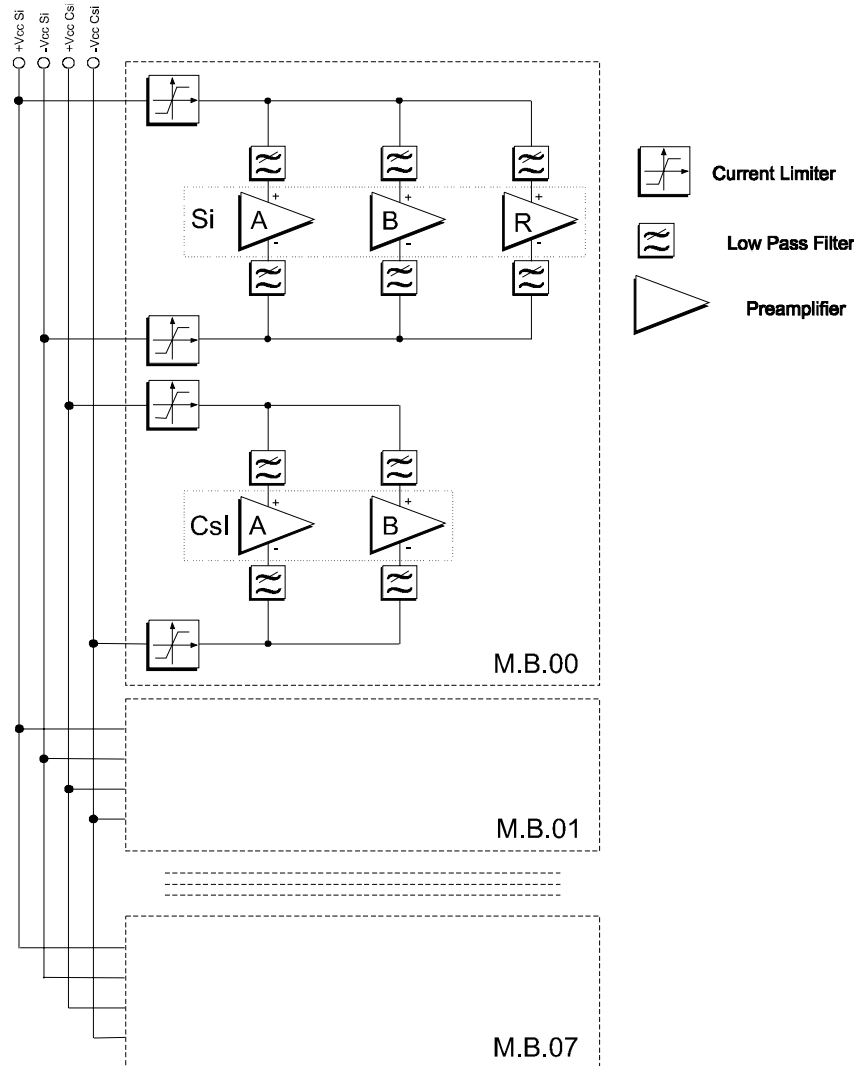 +Vcc Si
-Vcc Si
+Vcc Csi
-Vcc Csi
Current Limiter
Low Pass Filter
Preamplifier
Si
A
+
-
B
+
-
R
+
-
CsI
A
+
-
B
+
-
M.B.00
M.B.01
M.B.07